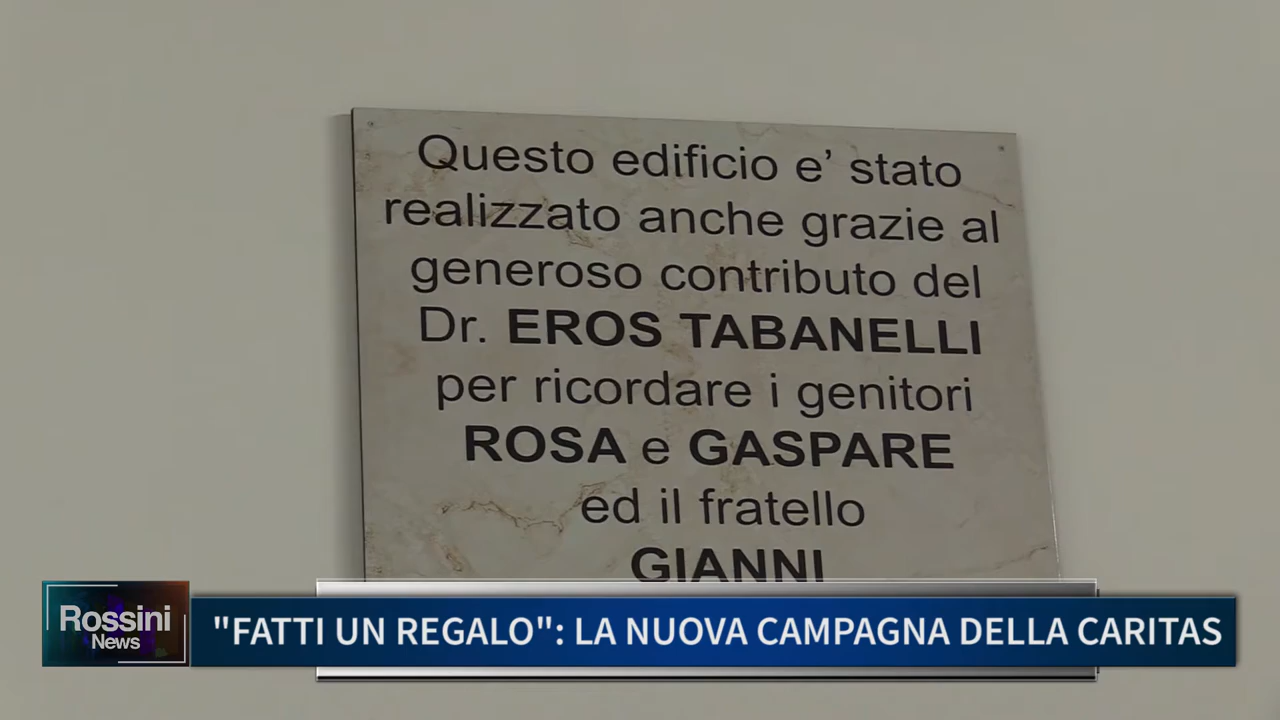 Questo edificio e’ stato
realizzato anche grazie al
generoso contributo del
Dr. EROS TABANELLI
per ricordare i genitori
ROSA e GASPARE
ed il fratello
GIANNI
Rossini
News
"FATTI UN REGALO": LA NUOVA CAMPAGNA DELLA CARITAS